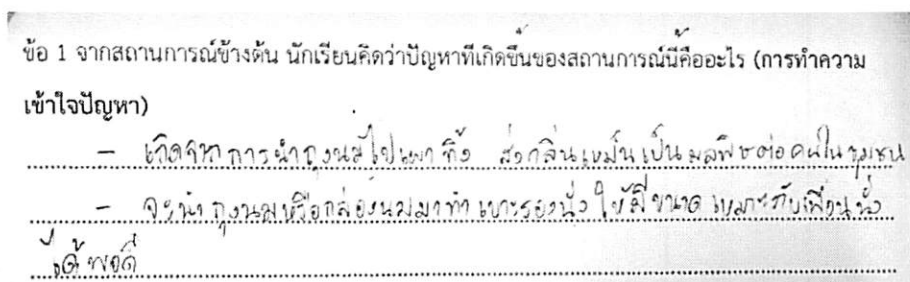 ข้อ 1 จากสถานการณ์ข้างต้น นักเรียนคิดว่าปัญหาที่เกิดขึ้นของสถานการณ์นี้คืออะไร (การทำความ
เข้าใจปัญหา)
- เกิดจากการนำถุงนมไปเผาทิ้ง ส่งกลิ่นเหม็นเป็นมลพิษต่อคนในชุมชน
- จะนำถุงนมหรือกล่องนมมาทำเบาะรองนั่ง ให้มีขนาดเหมาะกับเพื่อนนั่ง
ได้พอดี